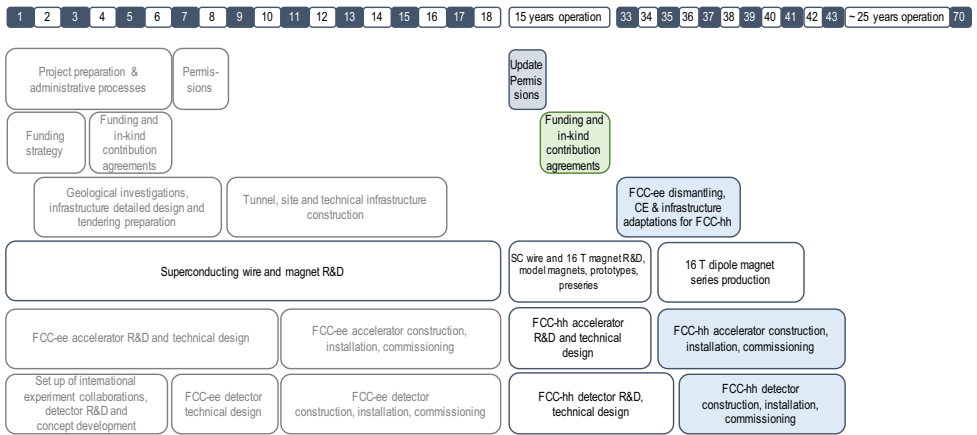 1 2 3 4 5 6 7 8 9 10 11 12 13 14 15 16 17 18 15 years operation 33 34 35 36 37 38 39 40 41 42 43 ~ 25 years operation 70
Project preparation &
administrative processes
Permis-
sions
Update
Permis
sions
Funding
strategy
Funding and
in-kind
contribution
agreements
Funding and
in-kind
contribution
agreements
Geological investigations,
infrastructure detailed design and
tendering preparation
Tunnel, site and technical infrastructure
construction
FCC-ee dismantling,
CE & infrastructure
adaptations for FCC-hh
Superconducting wire and magnet R&D
SC wire and 16 T magnet R&D,
model magnets, prototypes,
preseries
16 T dipole magnet
series production
FCC-ee accelerator R&D and technical design
FCC-ee accelerator construction,
installation, commissioning
FCC-hh accelerator
R&D and technical
design
FCC-hh accelerator construction,
installation, commissioning
Set up of international
experiment collaborations,
detector R&D and
concept development
FCC-ee detector
technical design
FCC-ee detector
construction, installation, commissioning
FCC-hh detector R&D,
technical design
FCC-hh detector
construction, installation,
commissioning